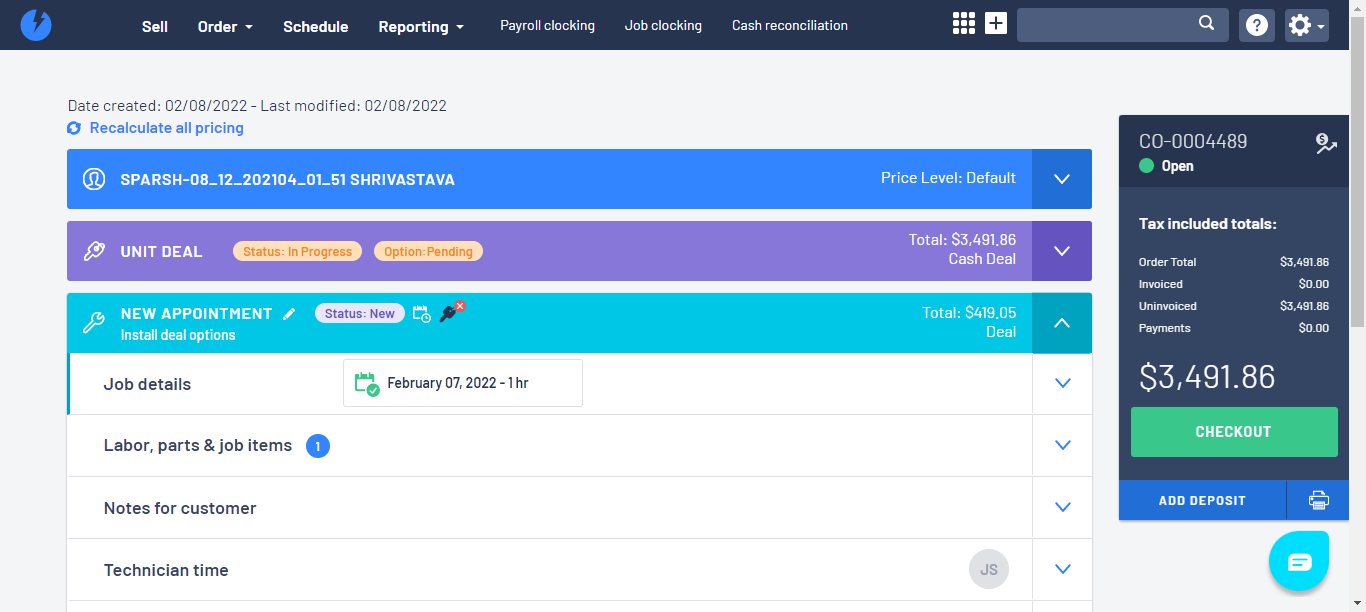 Sell
Order
Schedule
Reporting
Payroll clocking
Job clocking
Cash reconciliation
Date created: 02/08/2022 - Last modified: 02/08/2022
Recalculate all pricing
SPARSH-08_12_202104_01_51 SHRIVASTAVA
Price Level: Default
UNIT DEAL
Status: In Progress
Option:Pending
Total: $3,491.86
Cash Deal
NEW APPOINTMENT
Status: New
Install deal options
Total: $419.05
Deal
Job details
February 07, 2022 - 1 hr
Labor, parts & job items
1
Notes for customer
Technician time
JS
CO-0004489
Open
Tax included totals:
Order Total $3,491.86
Invoiced $0.00
Uninvoiced $3,491.86
Payments $0.00
$3,491.86
CHECKOUT
ADD DEPOSIT